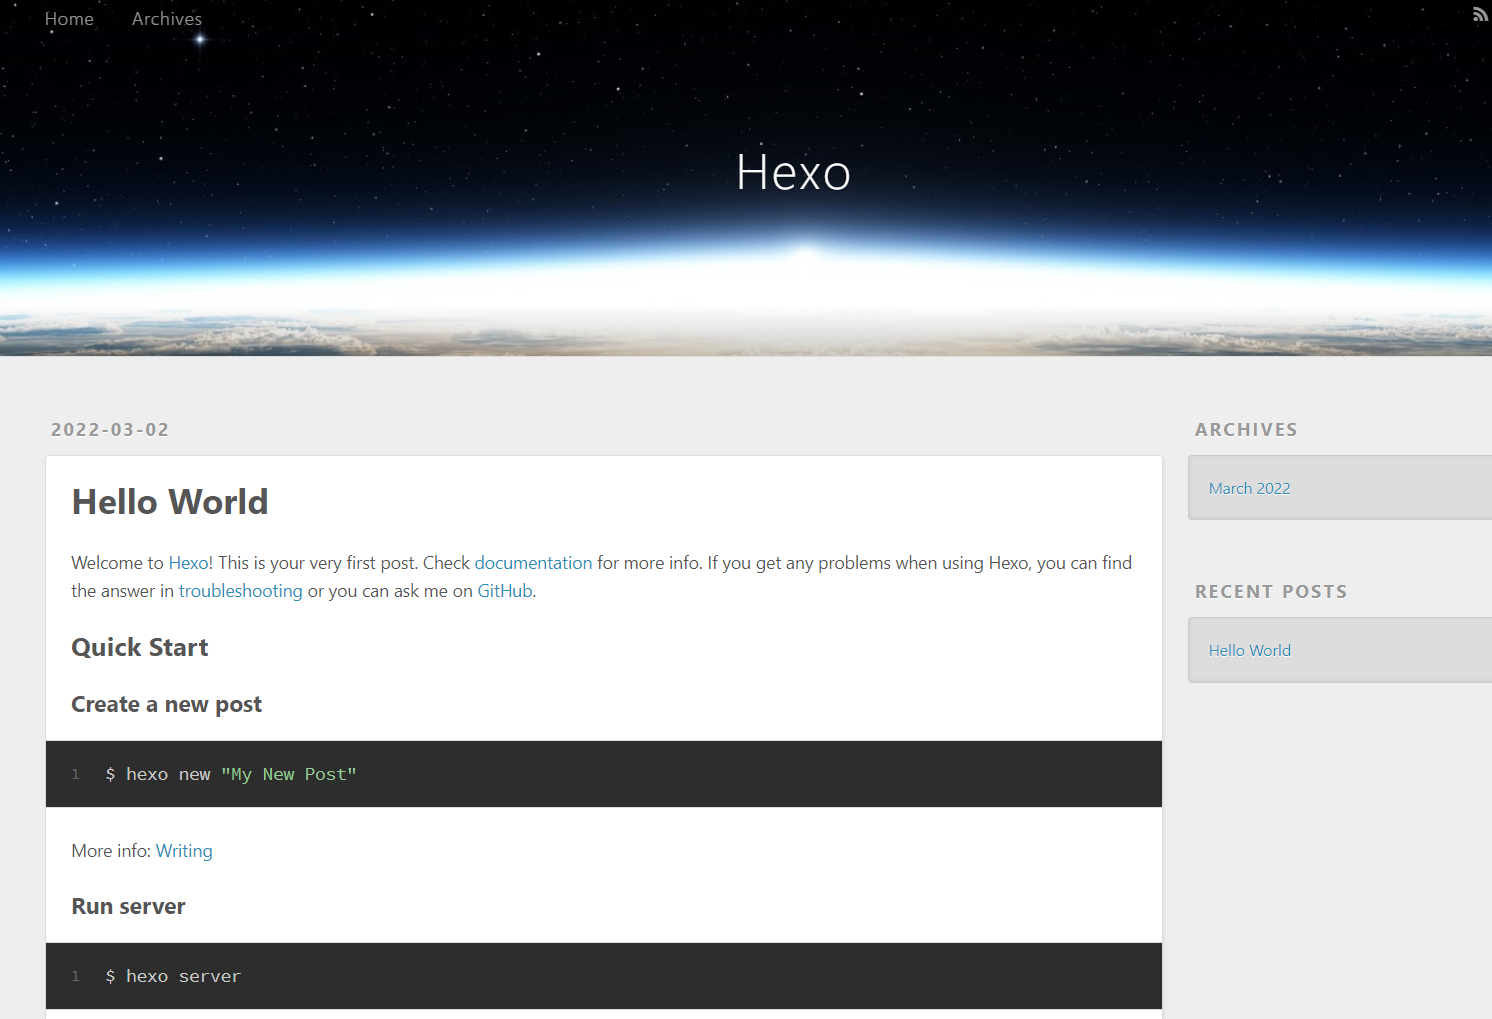 Home Archives
Hexo
2022-03-02
Hello World
Welcome to Hexo! This is your very first post. Check documentation for more info. If you get any problems when using Hexo, you can find
the answer in troubleshooting or you can ask me on GitHub.
Quick Start
Create a new post
1 $ hexo new "My New Post"
More info: Writing
Run server
1 $ hexo server
ARCHIVES
March 2022
RECENT POSTS
Hello World